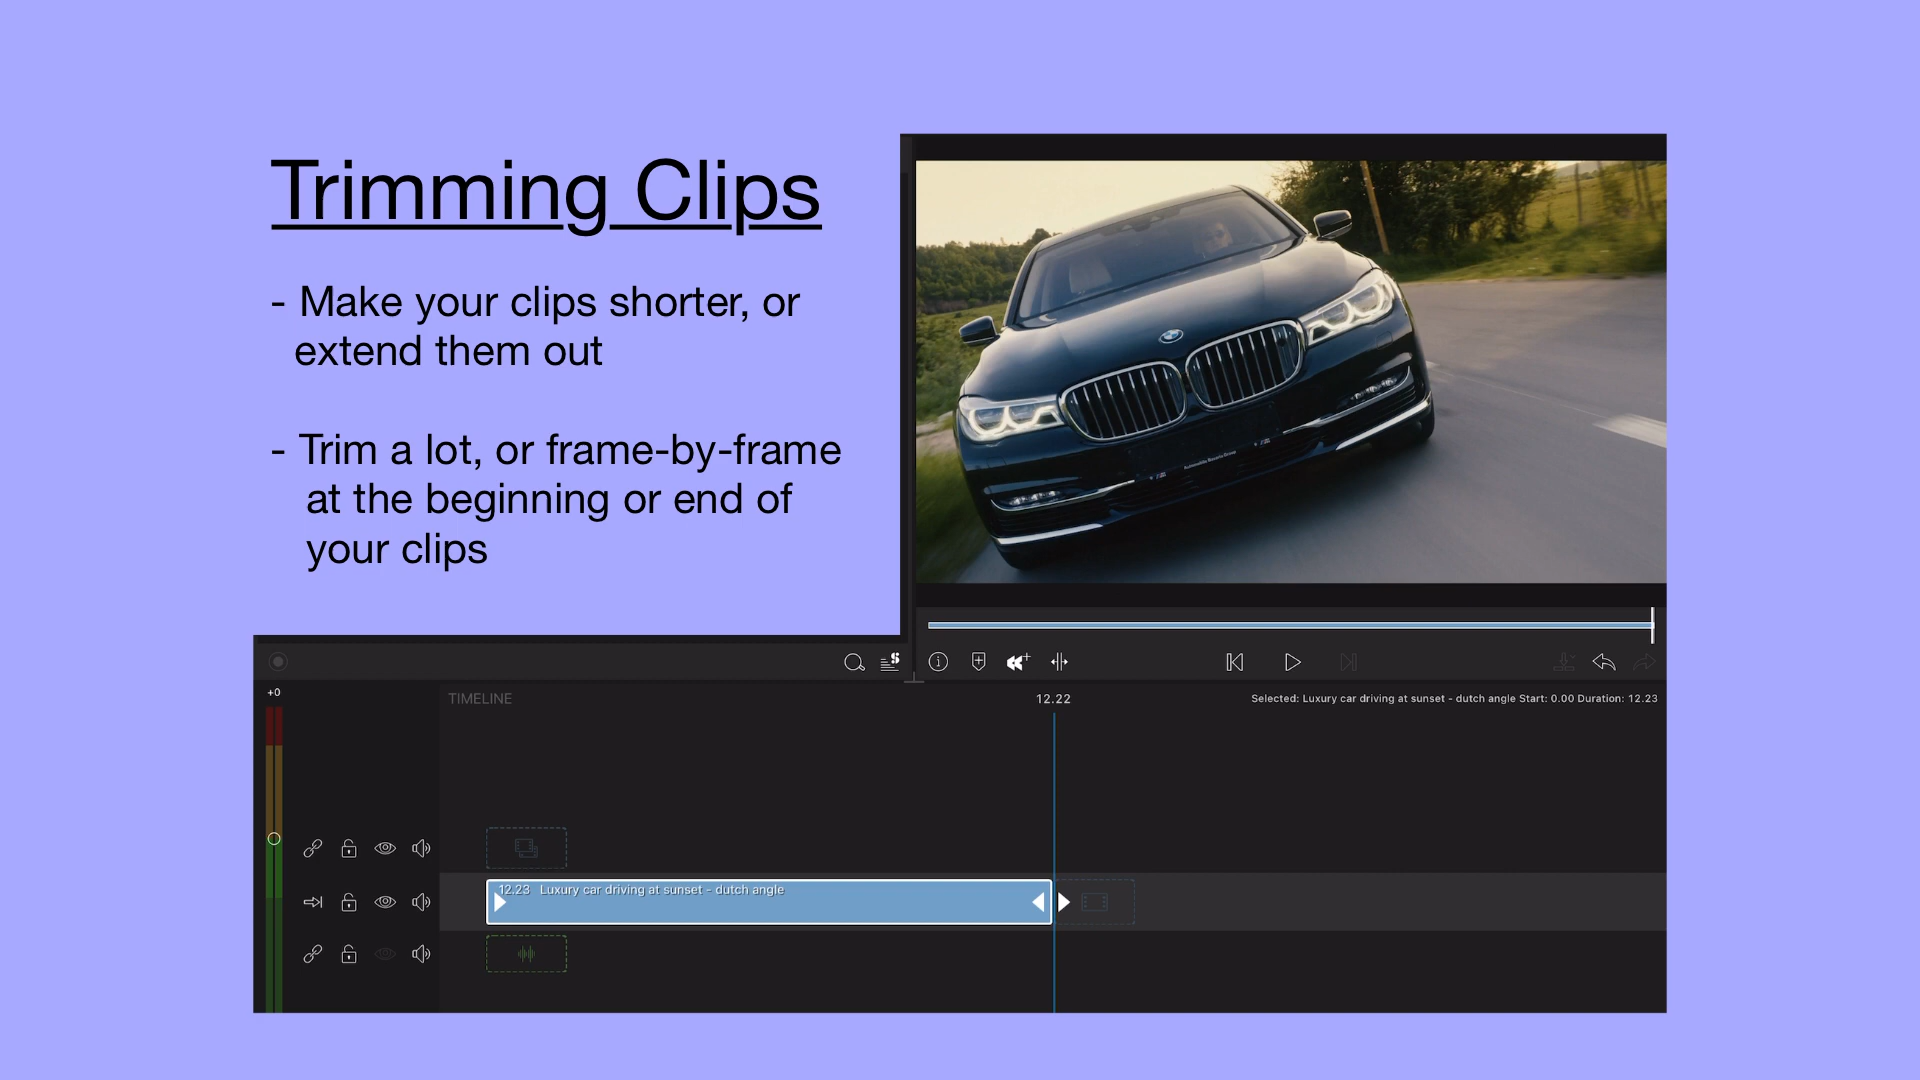 Trimming Clips
- Make your clips shorter, or
extend them out
- Trim a lot, or frame-by-frame
at the beginning or end of
your clips
+0
TIMELINE
12.22
Selected: Luxury car driving at sunset - dutch angle Start: 0.00 Duration: 12.23
12.23 Luxury car driving at sunset - dutch angle